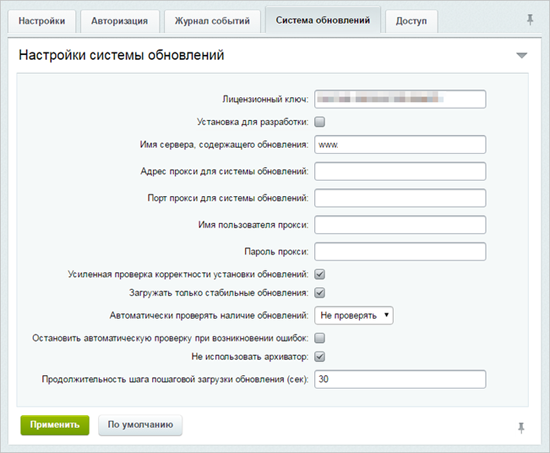 Настройки
Авторизация
Журнал событий
Система обновлений
Доступ
Настройки системы обновлений
Лицензионный ключ:
Установка для разработки:
Имя сервера, содержащего обновления: www.
Адрес прокси для системы обновлений:
Порт прокси для системы обновлений:
Имя пользователя прокси:
Пароль прокси:
Усиленная проверка корректности установки обновлений:
Загружать только стабильные обновления:
Автоматически проверять наличие обновлений: Не проверять
Остановить автоматическую проверку при возникновении ошибок:
Не использовать архиватор:
Продолжительность шага пошаговой загрузки обновления (сек): 30
Применить
По умолчанию